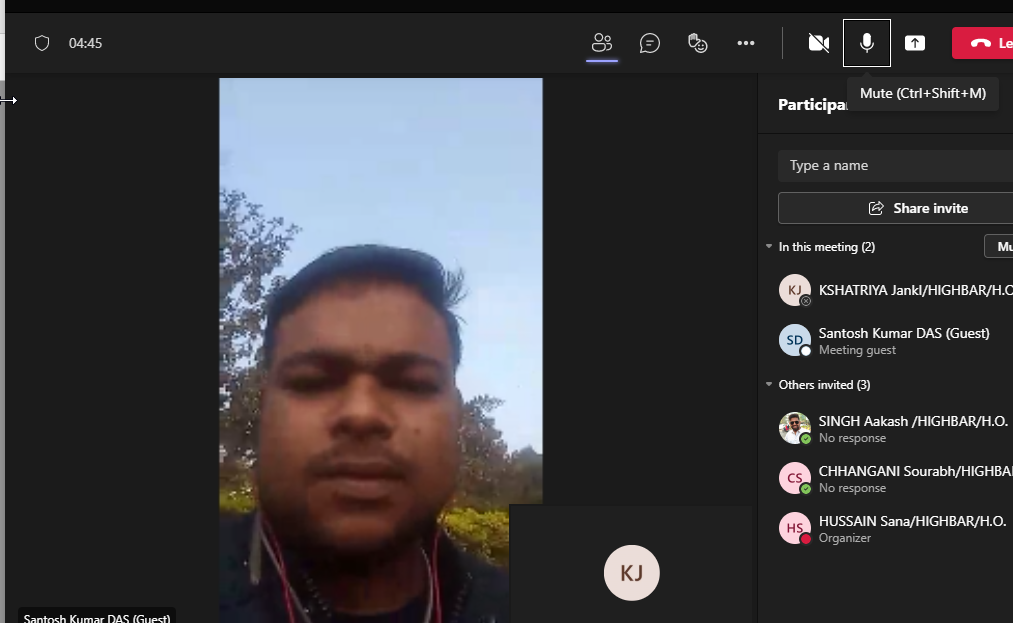 04:45
Le
Mute (Ctrl+Shift+M)
Participa
Type a name
Share invite
In this meeting (2)
Mu
KJ
KSHATRIYA Jankl/HIGHBAR/H.O
SD
Santosh Kumar DAS (Guest)
Meeting guest
Others invited (3)
SINGH Aakash /HIGHBAR/H.O.
No response
CS
CHHANGANI Sourabh/HIGHBA
No response
HS
HUSSAIN Sana/HIGHBAR/H.O.
Organizer
KJ
Santosh Kumar DAS (Guest)